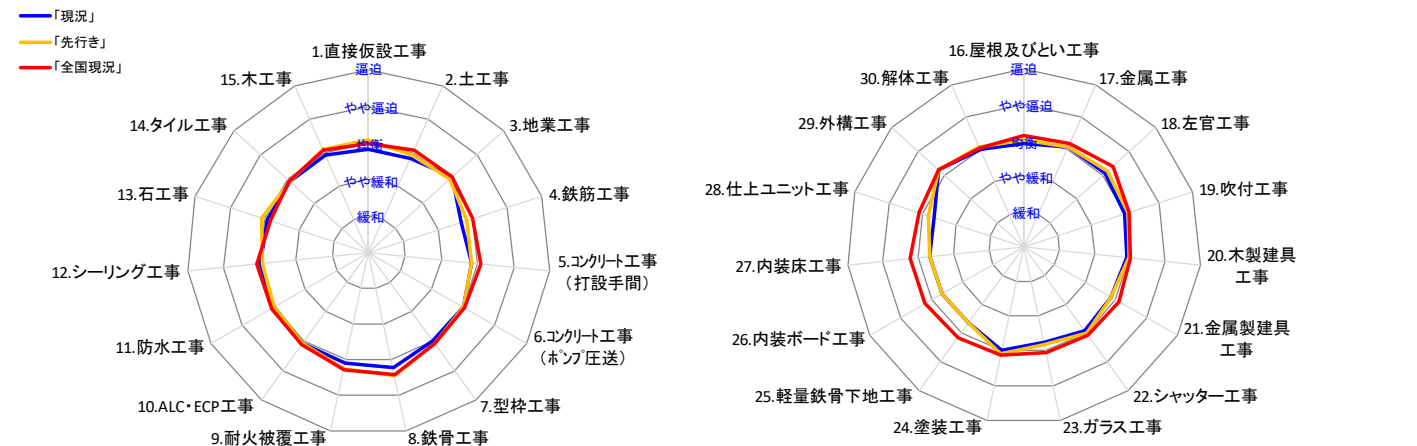 「現況」
「先行き」
「全国現況」
1.直接仮設工事
2.土工事
3.地業工事
4.鉄筋工事
5.コンクリート工事
（打設手間）
6.コンクリート工事
（ポンプ圧送）
7.型枠工事
8.鉄骨工事
9.耐火被覆工事
10.ALC・ECP工事
11.防水工事
12.シーリング工事
13.石工事
14.タイル工事
15.木工事
逼迫
やや逼迫
均衡
やや緩和
緩和
16.屋根及びとい工事
17.金属工事
18.左官工事
19.吹付工事
20.木製建具
工事
21.金属製建具
工事
22.シャッター工事
23.ガラス工事
24.塗装工事
25.軽量鉄骨下地工事
26.内装ボード工事
27.内装床工事
28.仕上ユニット工事
29.外構工事
30.解体工事
逼迫
やや逼迫
均衡
やや緩和
緩和